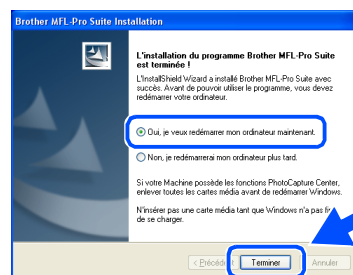 Brother MFL-Pro Suite Installation
L'installation du programme Brother MFL-Pro Suite
est terminée !
L'InstallShield Wizard a installé Brother MFL-Pro Suite avec
succès. Avant de pouvoir utiliser le programme, vous devez
redémarrer votre ordinateur.
Oui, je veux redémarrer mon ordinateur maintenant.
Non, je redémarrerai mon ordinateur plus tard.
Si votre Machine possède les fonctions PhotoCapture Center,
enlever toutes les cartes média avant de redémarrer Windows.
N'insérer pas une carte média tant que Windows n'a pas
de se charger.
< Précéd Terminer Annuler